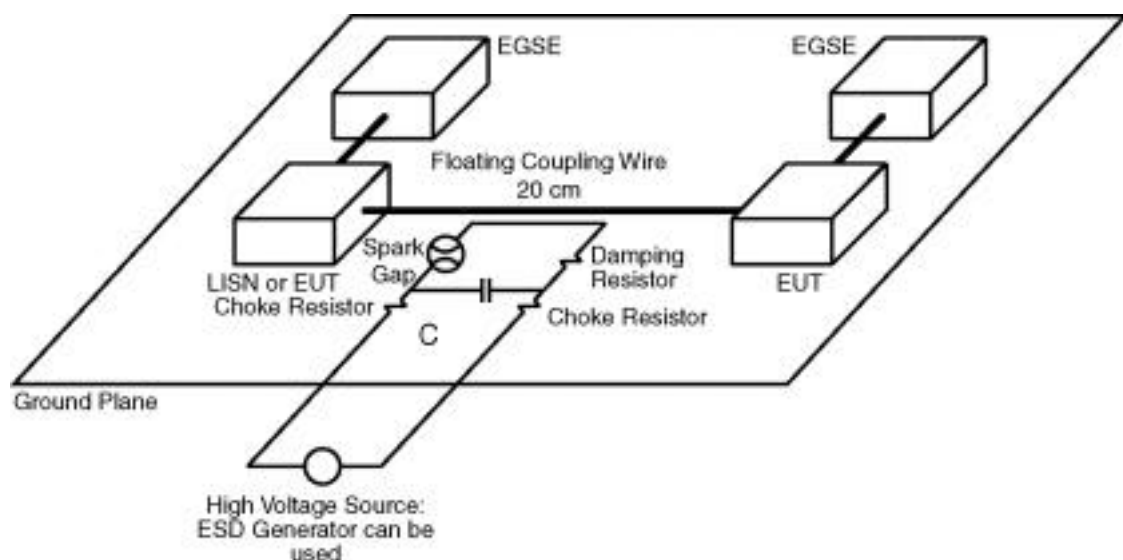 EGSE
EGSE
Floating Coupling Wire
20 cm
Spark
Gap
Damping
Resistor
LISN or EUT
Choke Resistor
EUT
Choke Resistor
C
Ground Plane
High Voltage Source:
ESD Generator can be
used